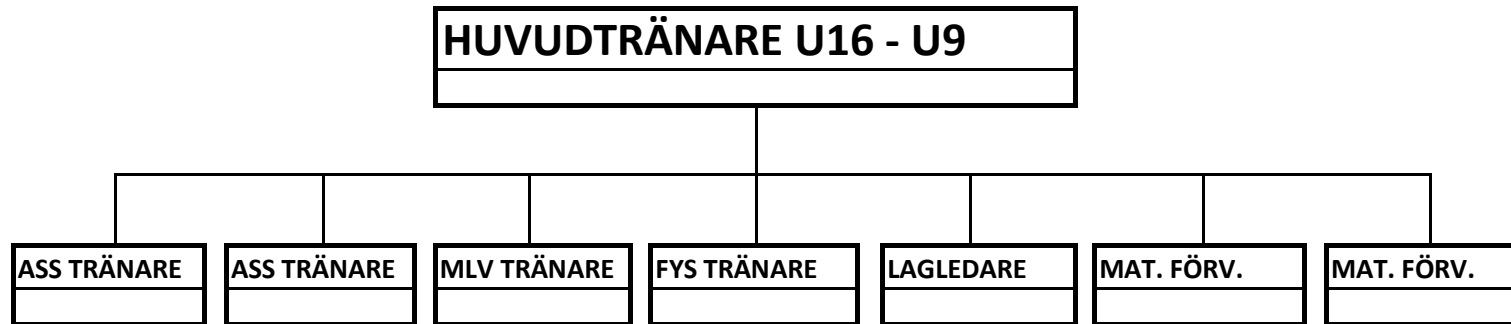 HUVUDTRÄNARE U16 - U9
ASS TRÄNARE
ASS TRÄNARE
MLV TRÄNARE
FYS TRÄNARE
LAGLEDARE
MAT. FÖRV.
MAT. FÖRV.